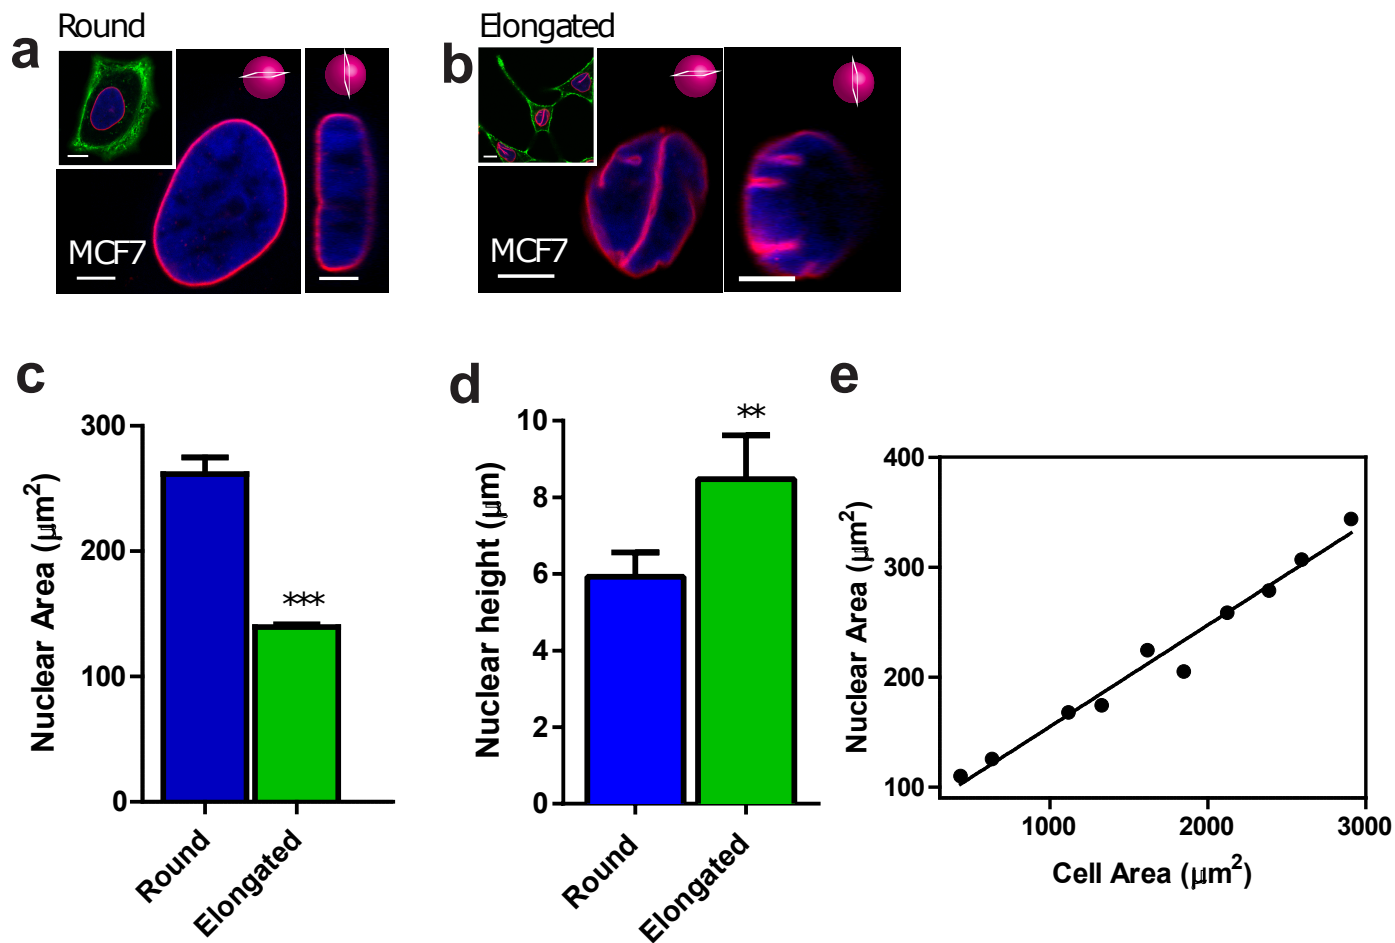 a
Round
MCF7
b
Elongated
MCF7
c
Nuclear Area (μm²)
300
200
100
0
***
Round
Elongated
d
Nuclear height (μm)
10
8
6
4
2
0
**
Round
Elongated
e
Nuclear Area (μm²)
400
300
200
100
1000
2000
3000
Cell Area (μm²)